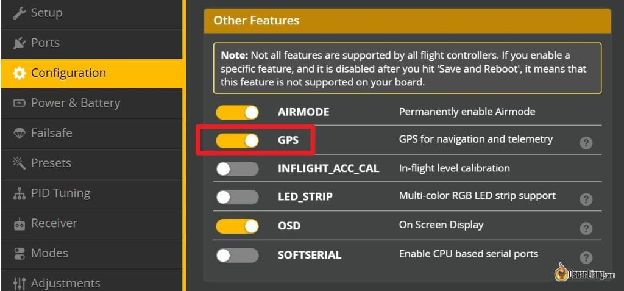 Setup
Ports
Configuration
Power & Battery
Failsafe
Presets
PID Tuning
Receiver
Modes
Adjustments
Other Features
Note: Not all features are supported by all flight controllers. If you enable a
specific feature, and it is disabled after you hit 'Save and Reboot', it means that
this feature is not supported on your board.
AIRMODE Permanently enable Airmode
GPS GPS for navigation and telemetry ?
INFLIGHT_ACC_CAL In-flight level calibration
LED_STRIP Multi-color RGB LED strip support ?
OSD On Screen Display ?
SOFTSERIAL Enable CPU based serial ports ?